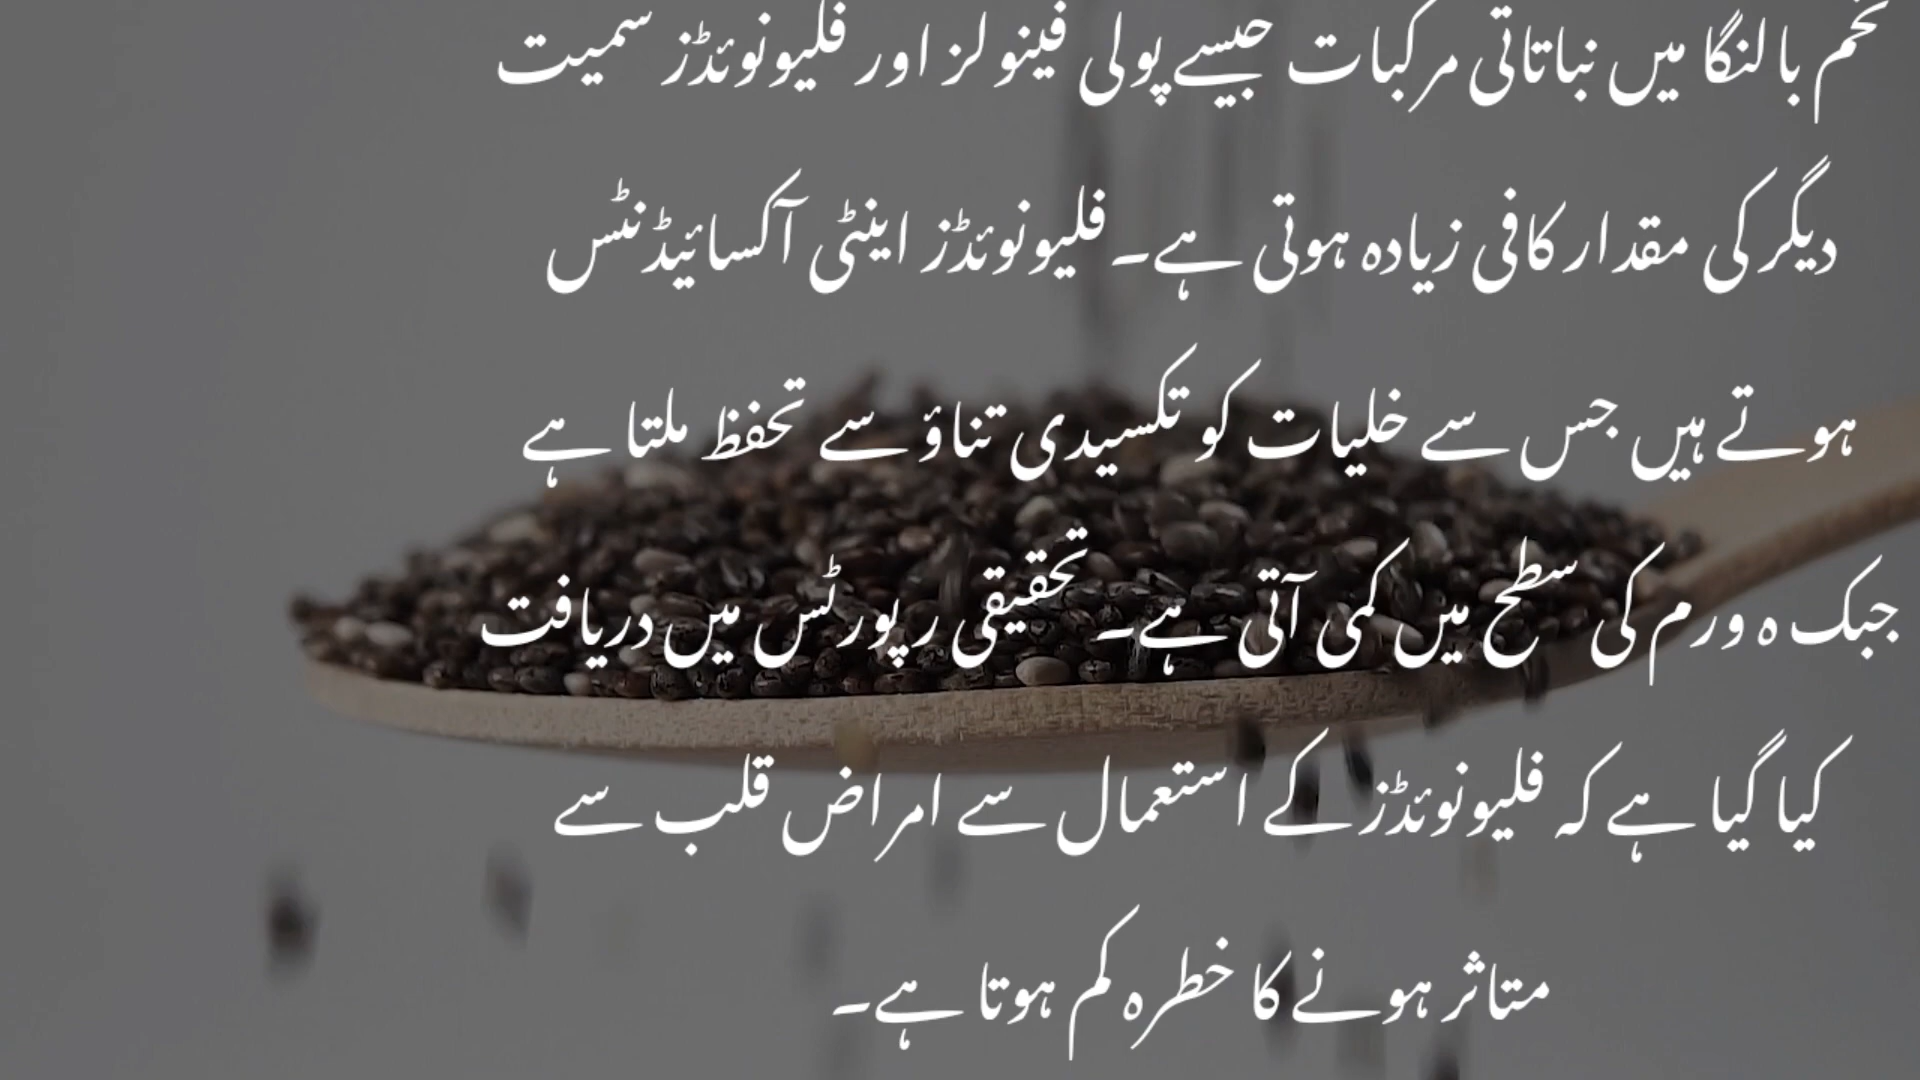 تخم بالنگا میں نباتاتی مرکبات جیسے پولی فینولز اور فلیونوئڈز سمیت
دیگر کی مقدار کافی زیادہ ہوتی ہے۔ فلیونوئڈز اینٹی آکسائیڈنٹس
ہوتے ہیں جس سے خلیات کو تکسیدی تناؤ سے تحفظ ملتا ہے
جبک ہ ورم کی سطح میں کمی آتی ہے۔ تحقیقی رپورٹس میں دریافت
کیا گیا ہے کہ فلیونوئڈز کے استعمال سے امراض قلب سے
متاثر ہونے کا خطرہ کم ہوتا ہے۔